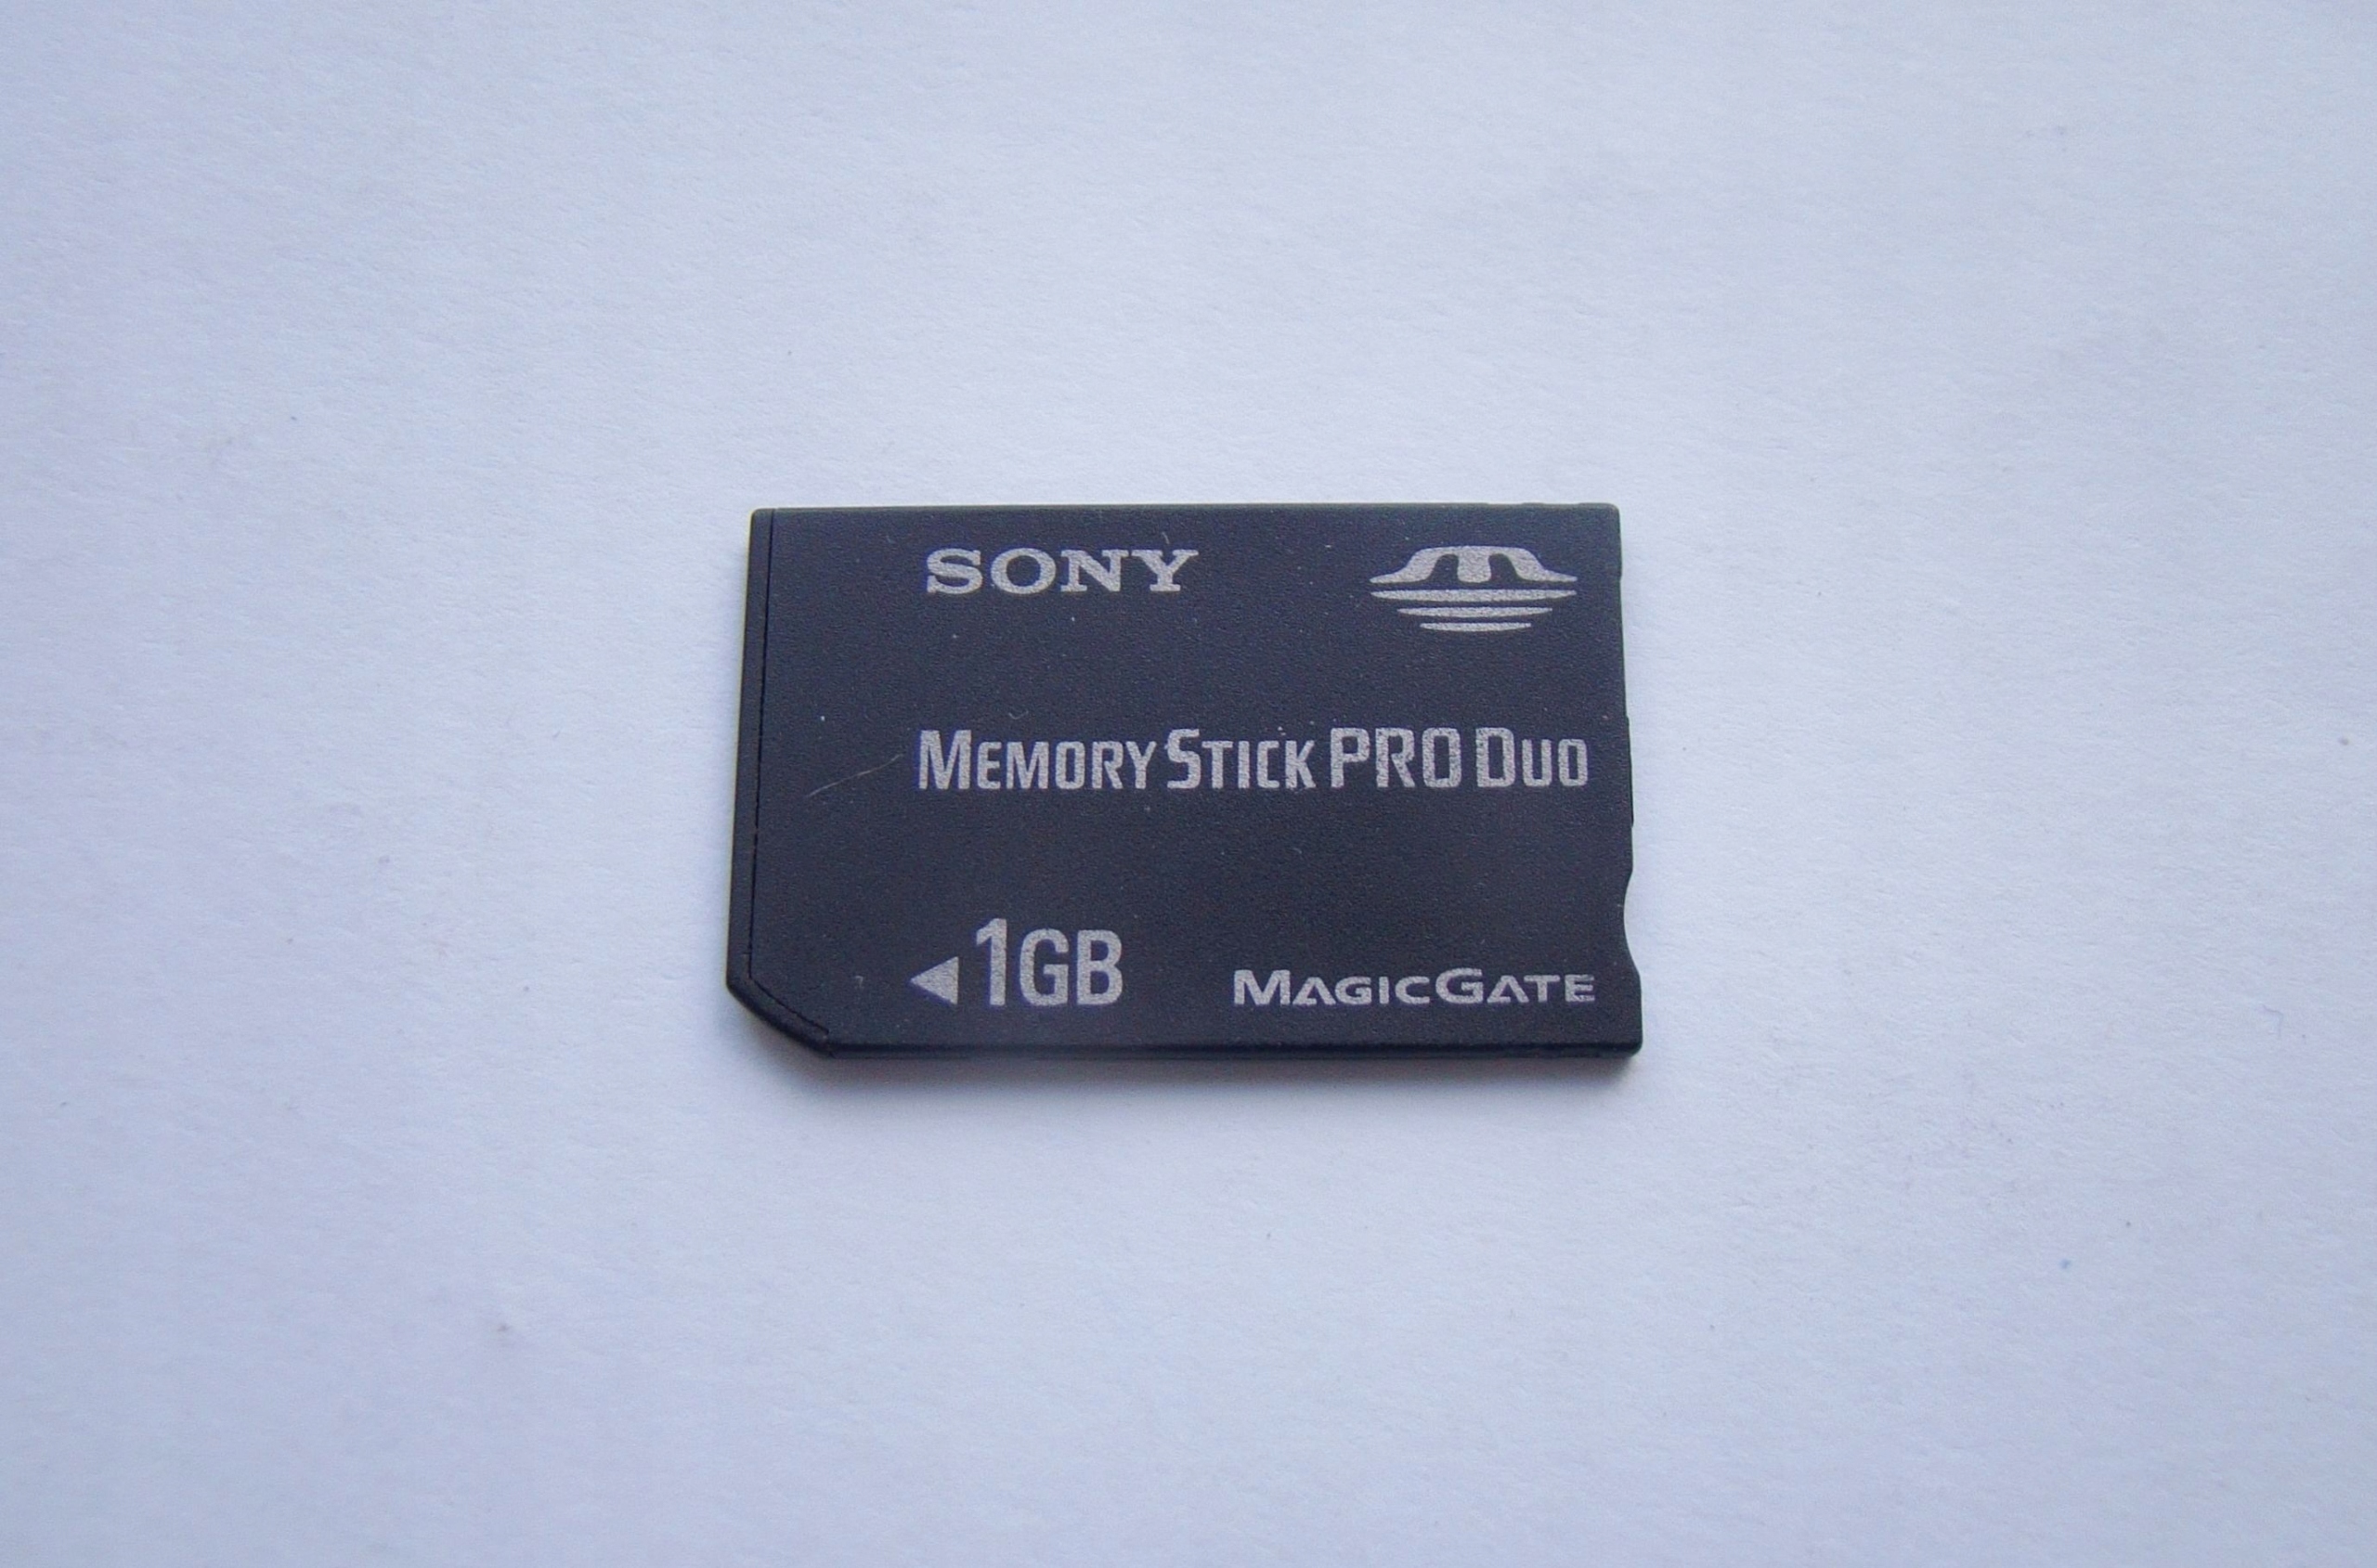 SONY
MEMORY STICK PRO DUO
1GB
MAGICGATE